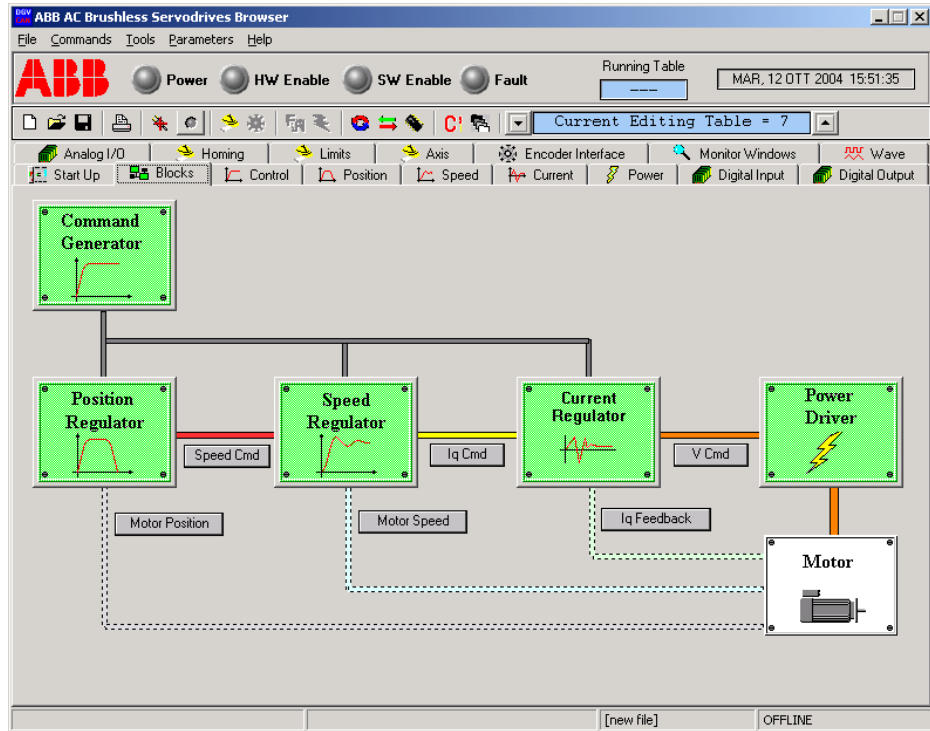 DGV CAB ABB AC Brushless Servodrives Browser
File Commands Tools Parameters Help
ABB Power HW Enable SW Enable Fault
Running Table
---
MAR, 12 OTT 2004 15:51:35
Current Editing Table = 7
Analog I/O Homing Limits Axis Encoder Interface Monitor Windows Wave
Start Up Blocks Control Position Speed Current Power Digital Input Digital Output
Command
Generator
Position
Regulator
Speed Cmd
Speed
Regulator
Iq Cmd
Current
Regulator
V Cmd
Power
Driver
Motor Position
Motor Speed
Iq Feedback
Motor
[new file] OFFLINE